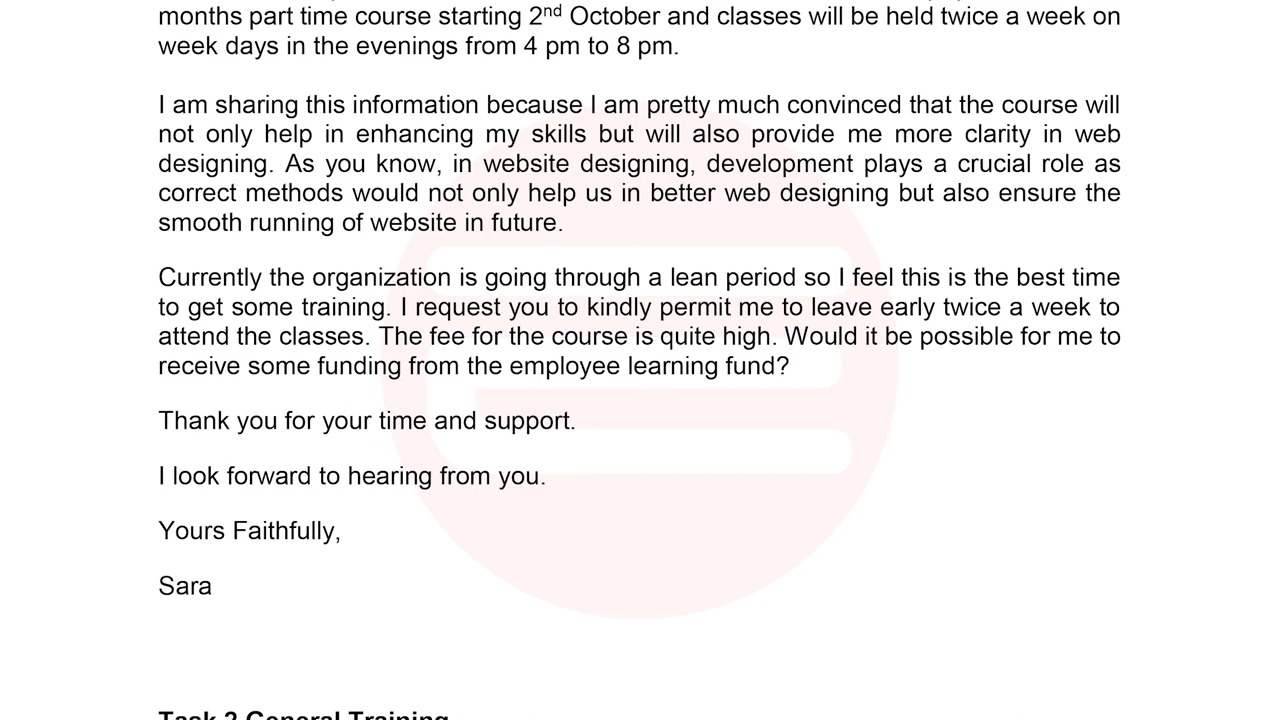 months part time course starting 2nd October and classes will be held twice a week on
week days in the evenings from 4 pm to 8 pm.
I am sharing this information because I am pretty much convinced that the course will
not only help in enhancing my skills but will also provide me more clarity in web
designing. As you know, in website designing, development plays a crucial role as
correct methods would not only help us in better web designing but also ensure the
smooth running of website in future.
Currently the organization is going through a lean period so I feel this is the best time
to get some training. I request you to kindly permit me to leave early twice a week to
attend the classes. The fee for the course is quite high. Would it be possible for me to
receive some funding from the employee learning fund?
Thank you for your time and support.
I look forward to hearing from you.
Yours Faithfully,
Sara
Task 2 General Training